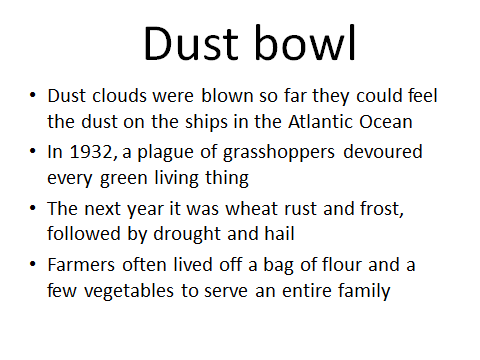 Dust bowl
• Dust clouds were blown so far they could feel
the dust on the ships in the Atlantic Ocean
• In 1932, a plague of grasshoppers devoured
every green living thing
• The next year it was wheat rust and frost,
followed by drought and hail
• Farmers often lived off a bag of flour and a
few vegetables to serve an entire family